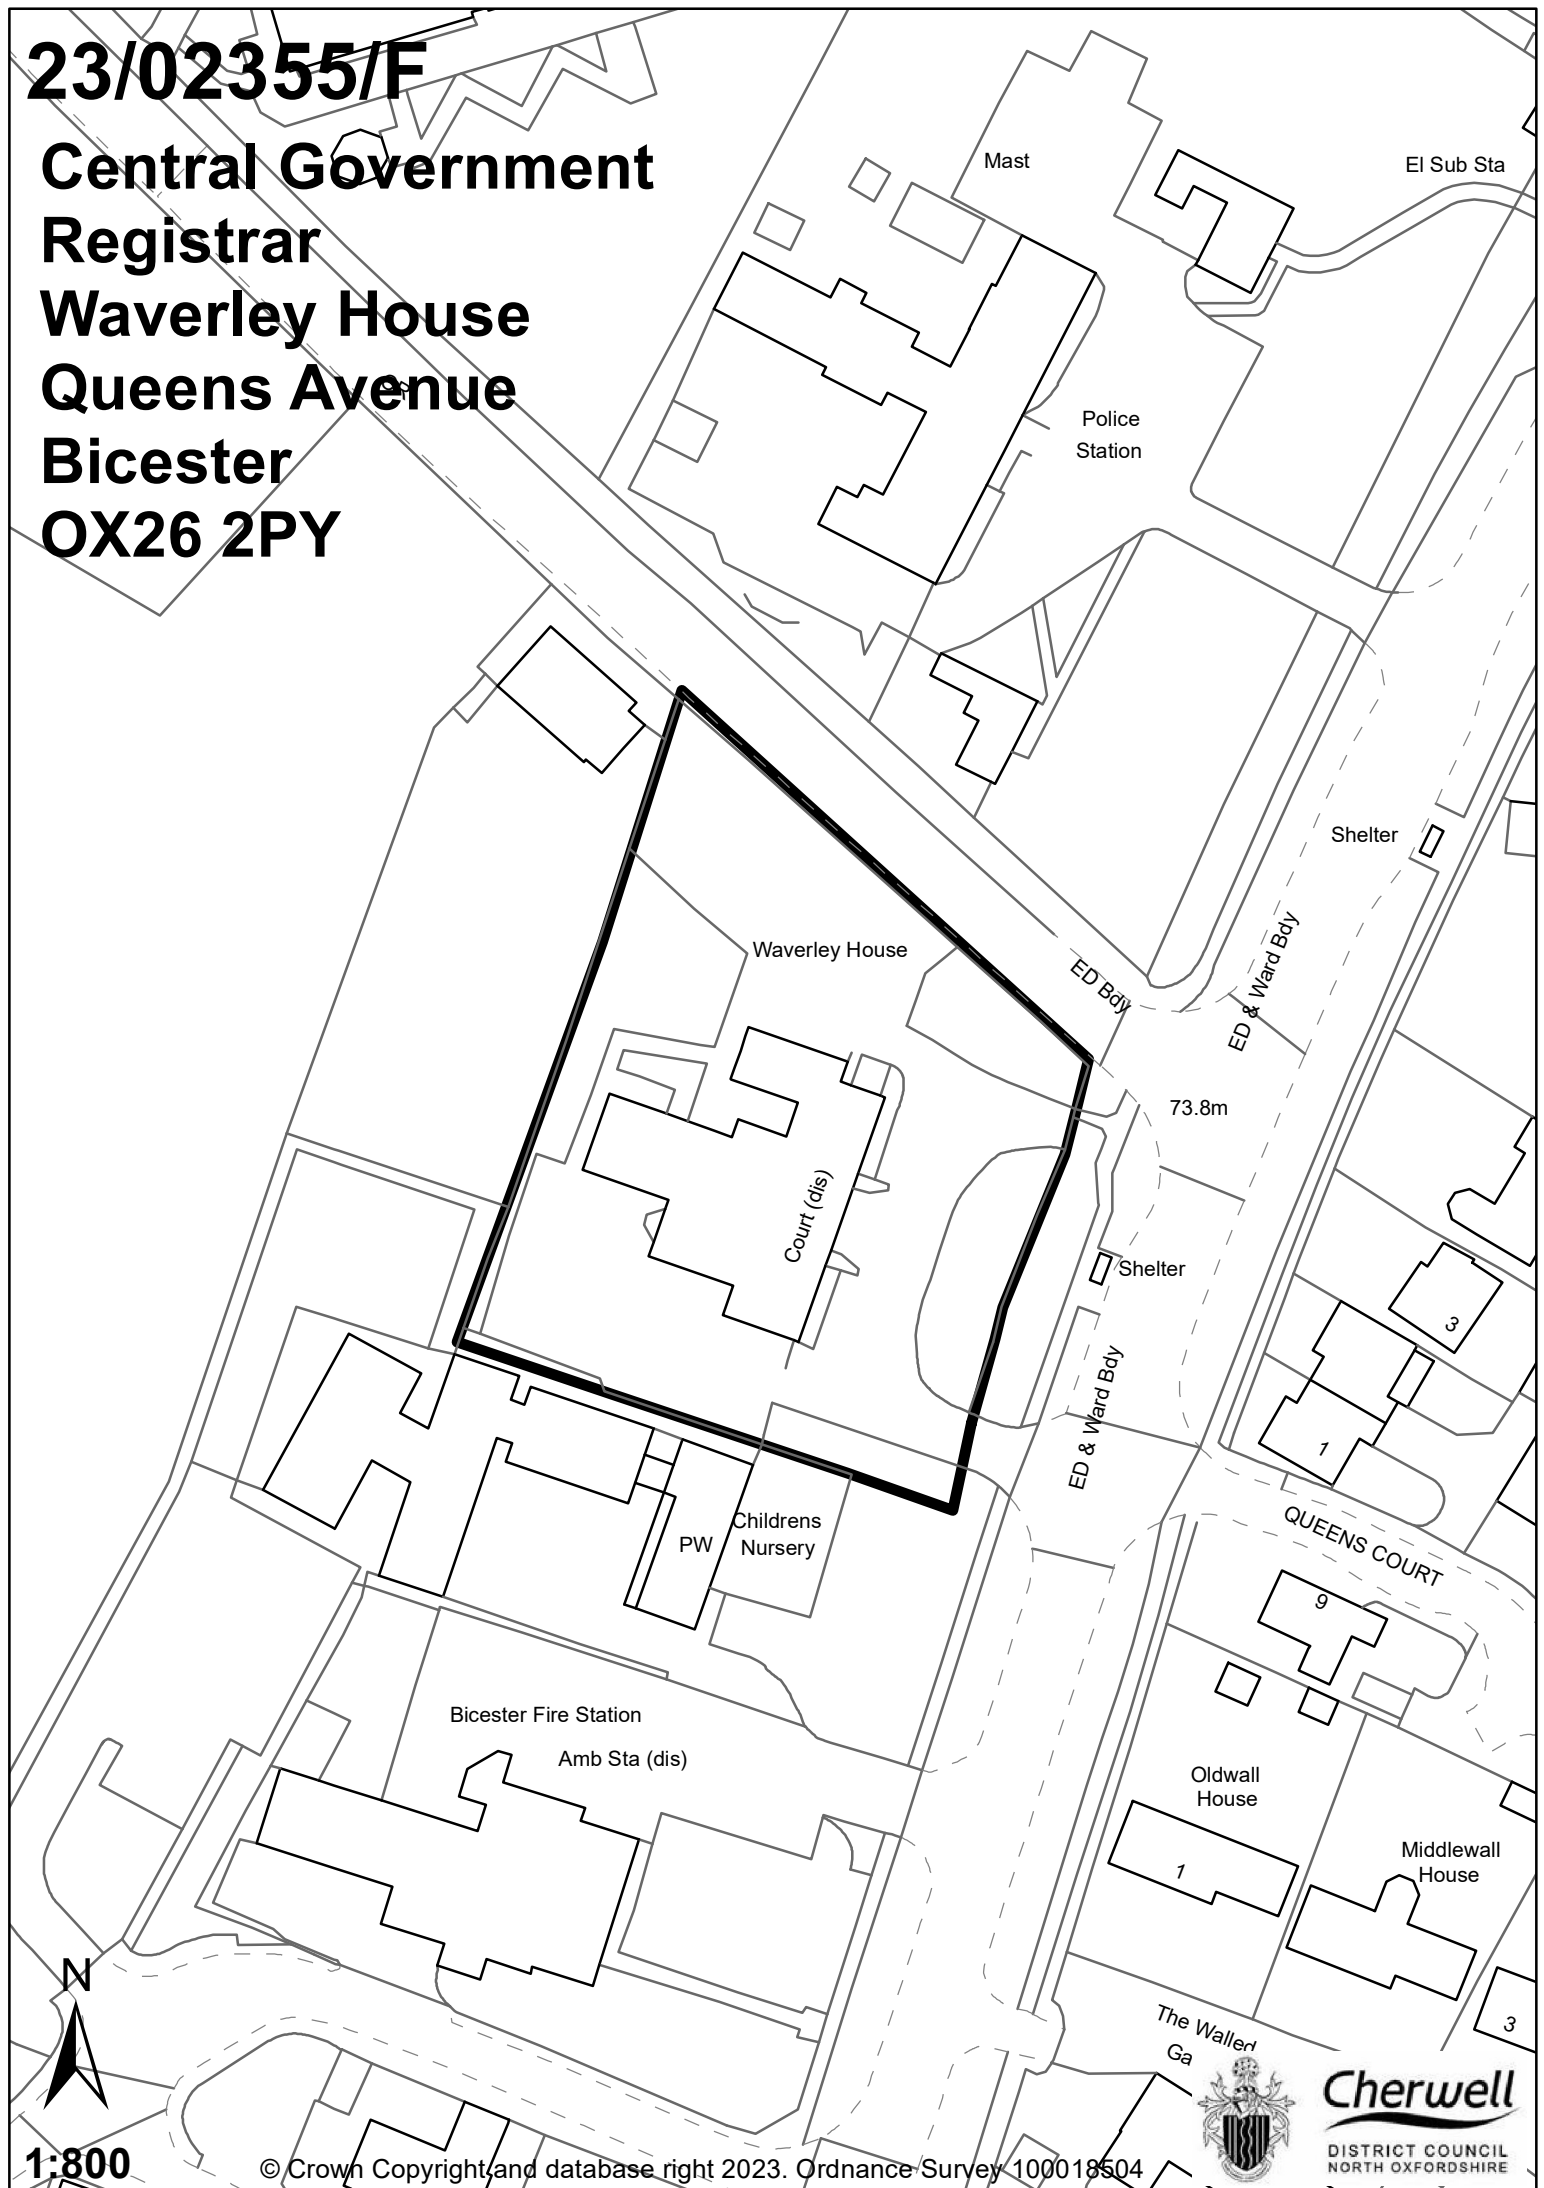 23/02355/F
Central Government
Registrar
Waverley House
Queens Avenue
Bicester
OX26 2PY
Mast
El Sub Sta
Police
Station
Shelter
Waverley House
ED Bdy
ED & Ward Bdy
73.8m
Court (dis)
Shelter
3
ED & Ward Bdy
1
QUEENS COURT
Childrens
Nursery
PW
9
Bicester Fire Station
Amb Sta (dis)
Oldwall
House
1
Middlewall
House
N
The Walled
Ga
3
Cherwell
DISTRICT COUNCIL
NORTH OXFORDSHIRE
1:800
© Crown Copyright and database right 2023. Ordnance Survey 100018504